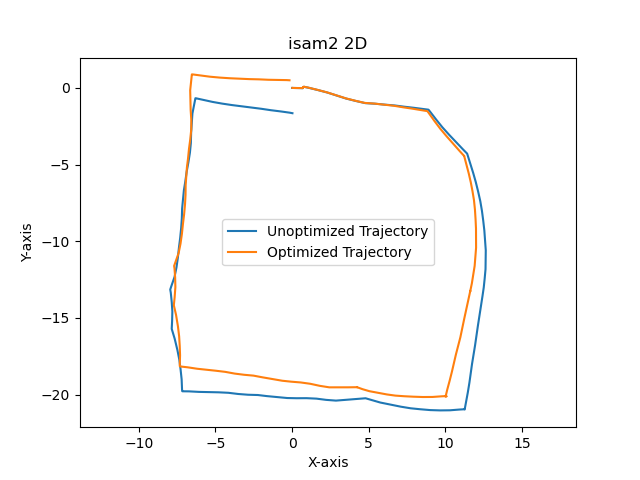 isam2 2D
0
−5
−10
−15
−20
Y-axis
Unoptimized Trajectory
Optimized Trajectory
−10 −5 0 5 10 15
X-axis